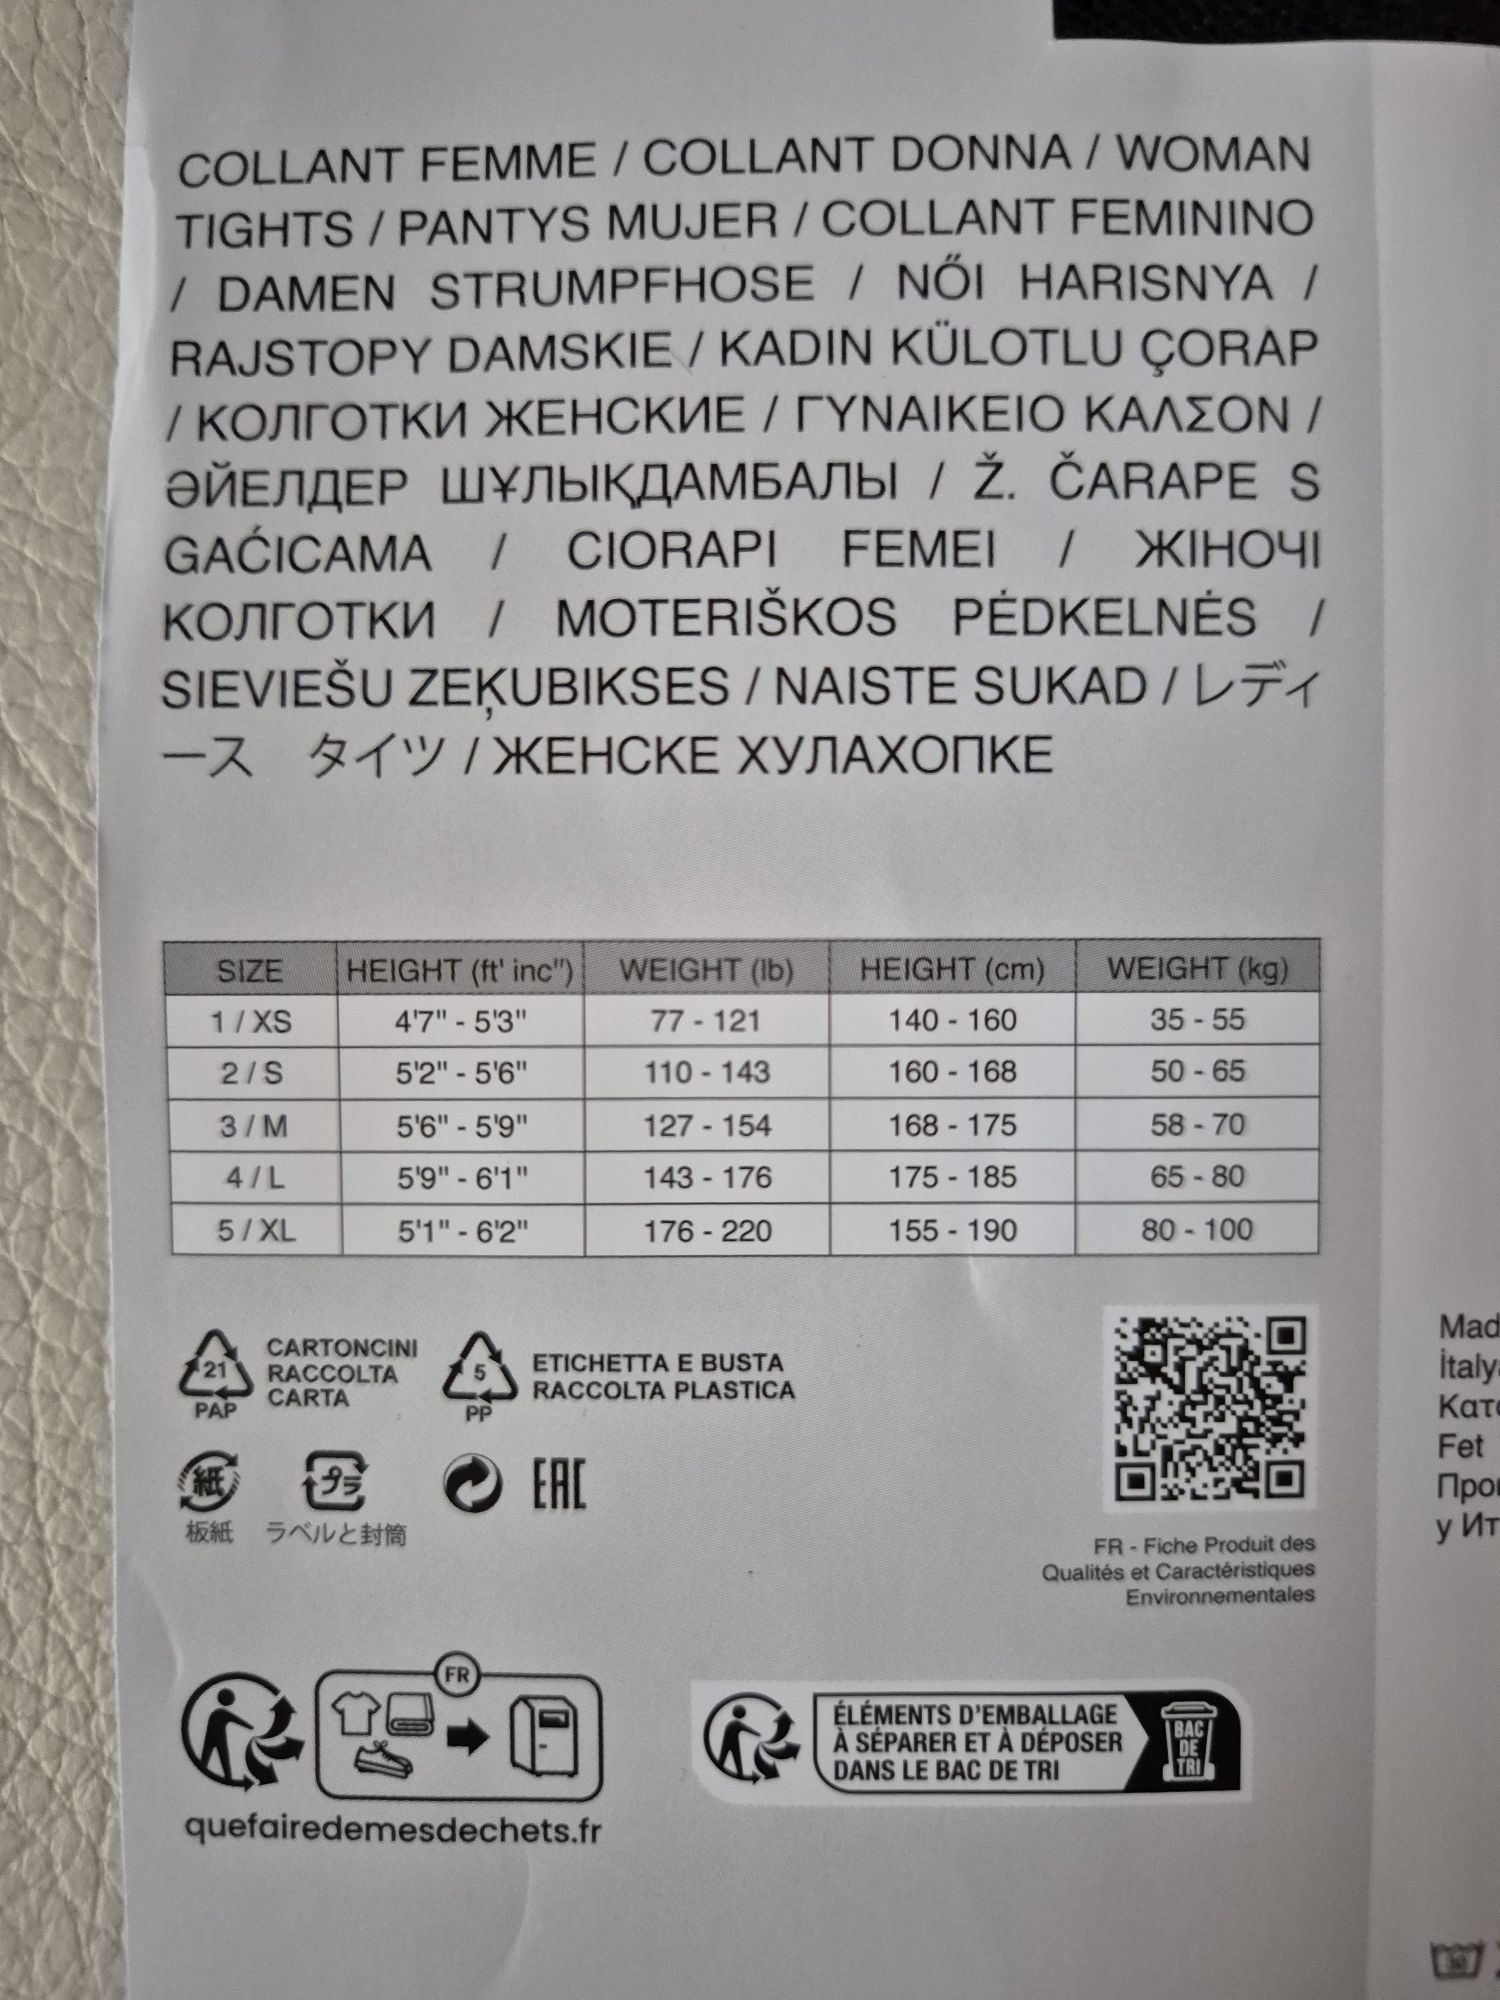 COLLANT FEMME / COLLANT DONNA / WOMAN
TIGHTS / PANTYS MUJER / COLLANT FEMININO
/ DAMEN STRUMPFHOSE / NŐI HARISNYA /
RAJSTOPY DAMSKIE / KADIN KÜLOTLU ÇORAP
/ КОЛГОТКИ ЖЕНСКИЕ / ΓΥΝΑΙΚΕΙΟ ΚΑΛΣΟΝ /
ӘЙЕЛДЕР ШҰЛЫҚДАМБАЛЫ / Ž. ČARAPE S
GAĆICAMA / CIORAPI FEMEI / ЖІНОЧІ
КОЛГОТКИ / MOTERIŠKOS PĖDKELNĖS /
SIEVIEŠU ZEĶUBIKSES / NAISTE SUKAD / レディ
ース タイツ / ЖЕНСКЕ ХУЛАХОПКЕ
SIZE HEIGHT (ft' inc") WEIGHT (lb) HEIGHT (cm) WEIGHT (kg)
1 / XS 4'7" - 5'3" 77 - 121 140 - 160 35 - 55
2 / S 5'2" - 5'6" 110 - 143 160 - 168 50 - 65
3 / M 5'6" - 5'9" 127 - 154 168 - 175 58 - 70
4 / L 5'9" - 6'1" 143 - 176 175 - 185 65 - 80
5 / XL 5'1" - 6'2" 176 - 220 155 - 190 80 - 100
21
PAP
CARTONCINI
RACCOLTA
CARTA
5
PP
ETICHETTA E BUSTA
RACCOLTA PLASTICA
紙
板紙
プラ
ラベルと封筒
EAC
FR - Fiche Produit des
Qualités et Caractéristiques
Environnementales
FR
quefairedemesdechets.fr
ÉLÉMENTS D'EMBALLAGE
À SÉPARER ET À DÉPOSER
DANS LE BAC DE TRI
BAC
DE
TRI
Fet
у
30